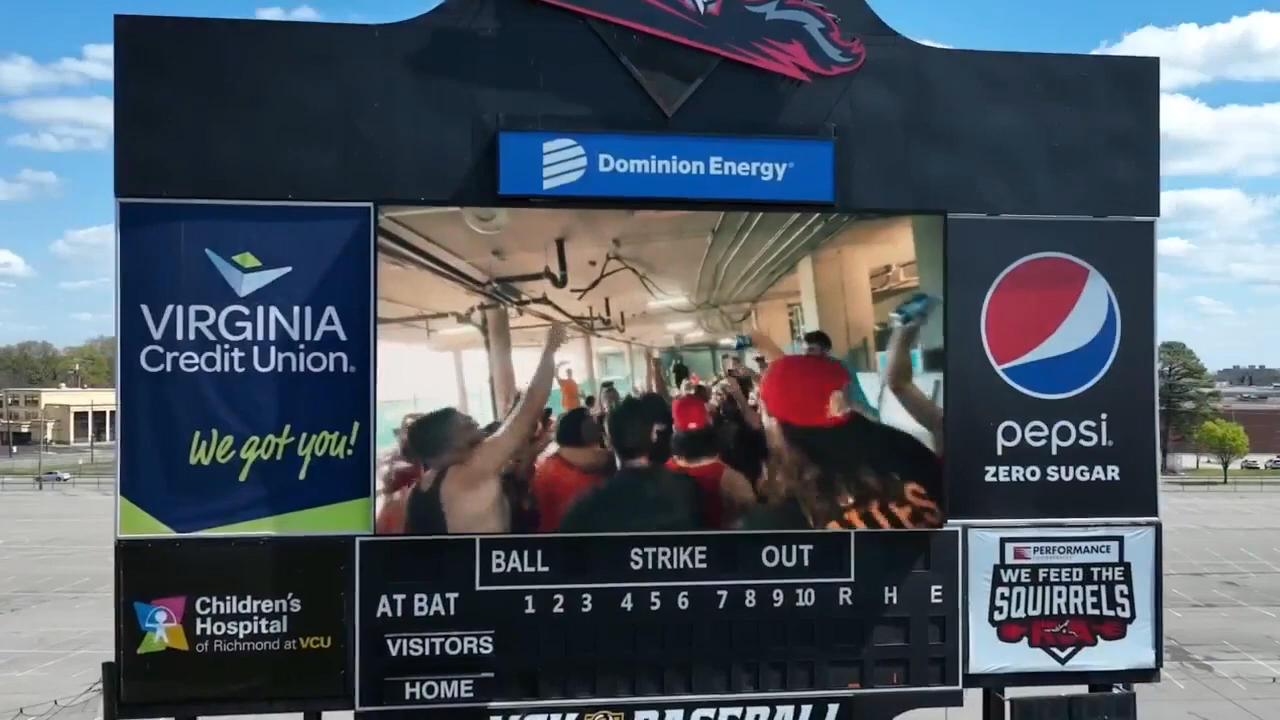 Dominion Energy
VIRGINIA
Credit Union.
We got you!
pepsi.
ZERO SUGAR
BALL STRIKE OUT
AT BAT 1 2 3 4 5 6 7 8 9 10 R H E
VISITORS
HOME
Children's
Hospital
of Richmond at VCU
PERFORMANCE
WE FEED THE
SQUIRRELS
VCU BASEBALL